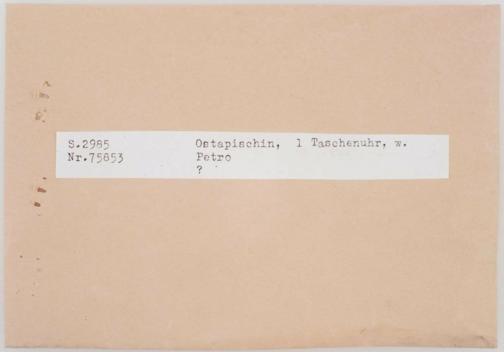 S.2985 Ostapischin, 1 Taschenuhr, w.
Nr.75853 Petro
?